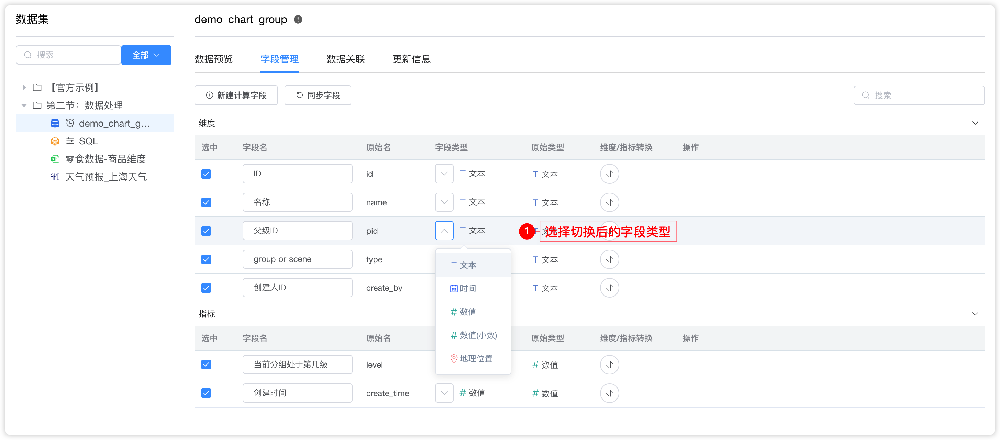 数据集
搜索
全部
【官方示例】
第二节：数据处理
demo_chart_g...
SQL
零食数据-商品维度
API 天气预报_上海天气
demo_chart_group
数据预览 字段管理 数据关联 更新信息
新建计算字段 同步字段 搜索
维度
选中 字段名 原始名 字段类型 原始类型 维度/指标转换 操作
ID id T 文本 T 文本
名称 name T 文本 T 文本
父级ID pid T 文本 1 选择切换后的字段类型
group or scene type T 文本
创建人ID create_by T 文本
T 文本
时间
# 数值
# 数值(小数)
地理位置
指标
选中 字段名 原始名 原始类型 维度/指标转换 操作
当前分组处于第几级 level # 数值
创建时间 create_time # 数值 # 数值